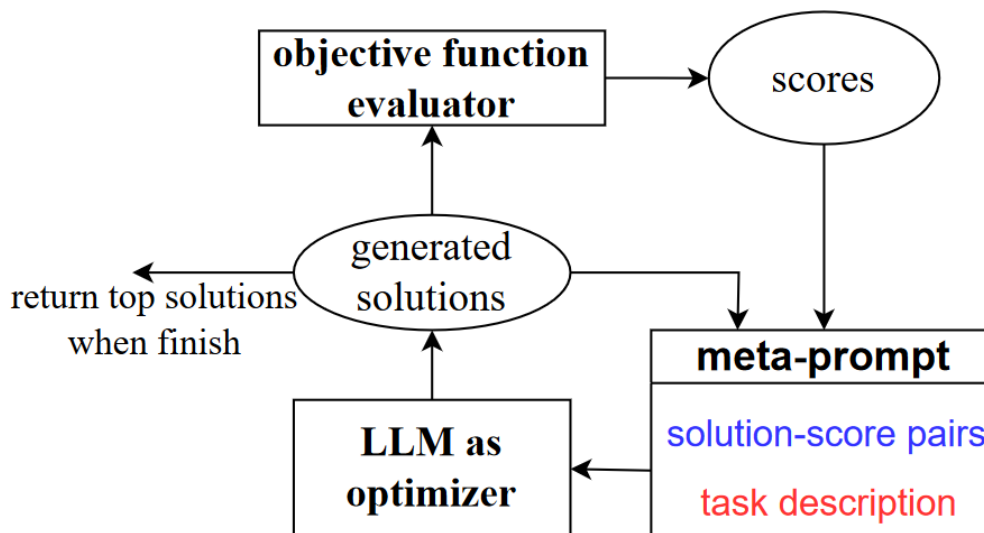 objective function
evaluator
scores
generated
solutions
return top solutions
when finish
meta-prompt
solution-score pairs
task description
LLM as
optimizer